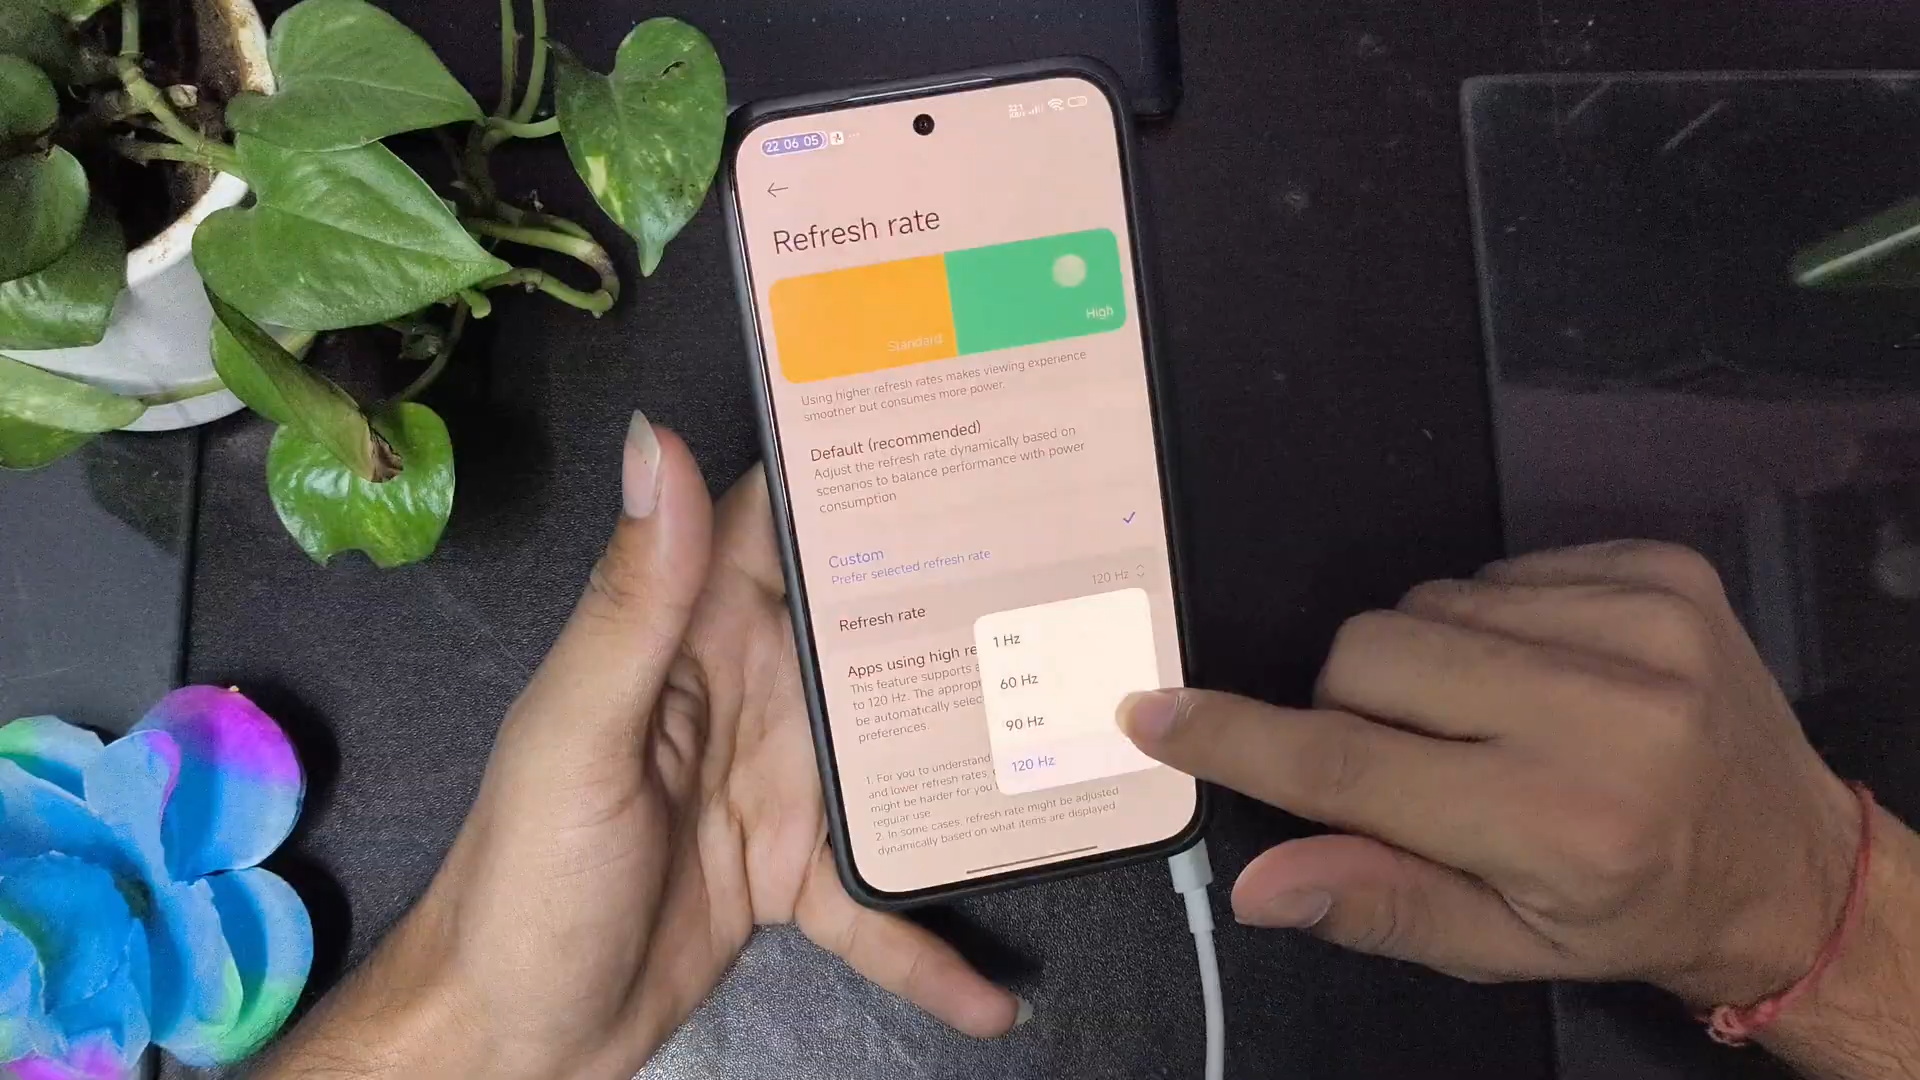 22 06 05
Refresh rate
Standard
High
Using higher refresh rates makes viewing experience
smoother but consumes more power.
Default (recommended)
Adjust the refresh rate dynamically based on
scenarios to balance performance with power
consumption
Custom
Prefer selected refresh rate
Refresh rate
120 Hz
1 Hz
60 Hz
90 Hz
120 Hz
Apps using high re
This feature supports
to 120 Hz. The approp
be automatically selec
preferences.
1. For you to understand
and lower refresh rates,
might be harder for you
regular use
2. In some cases, refresh rate might be adjusted
dynamically based on what items are displayed